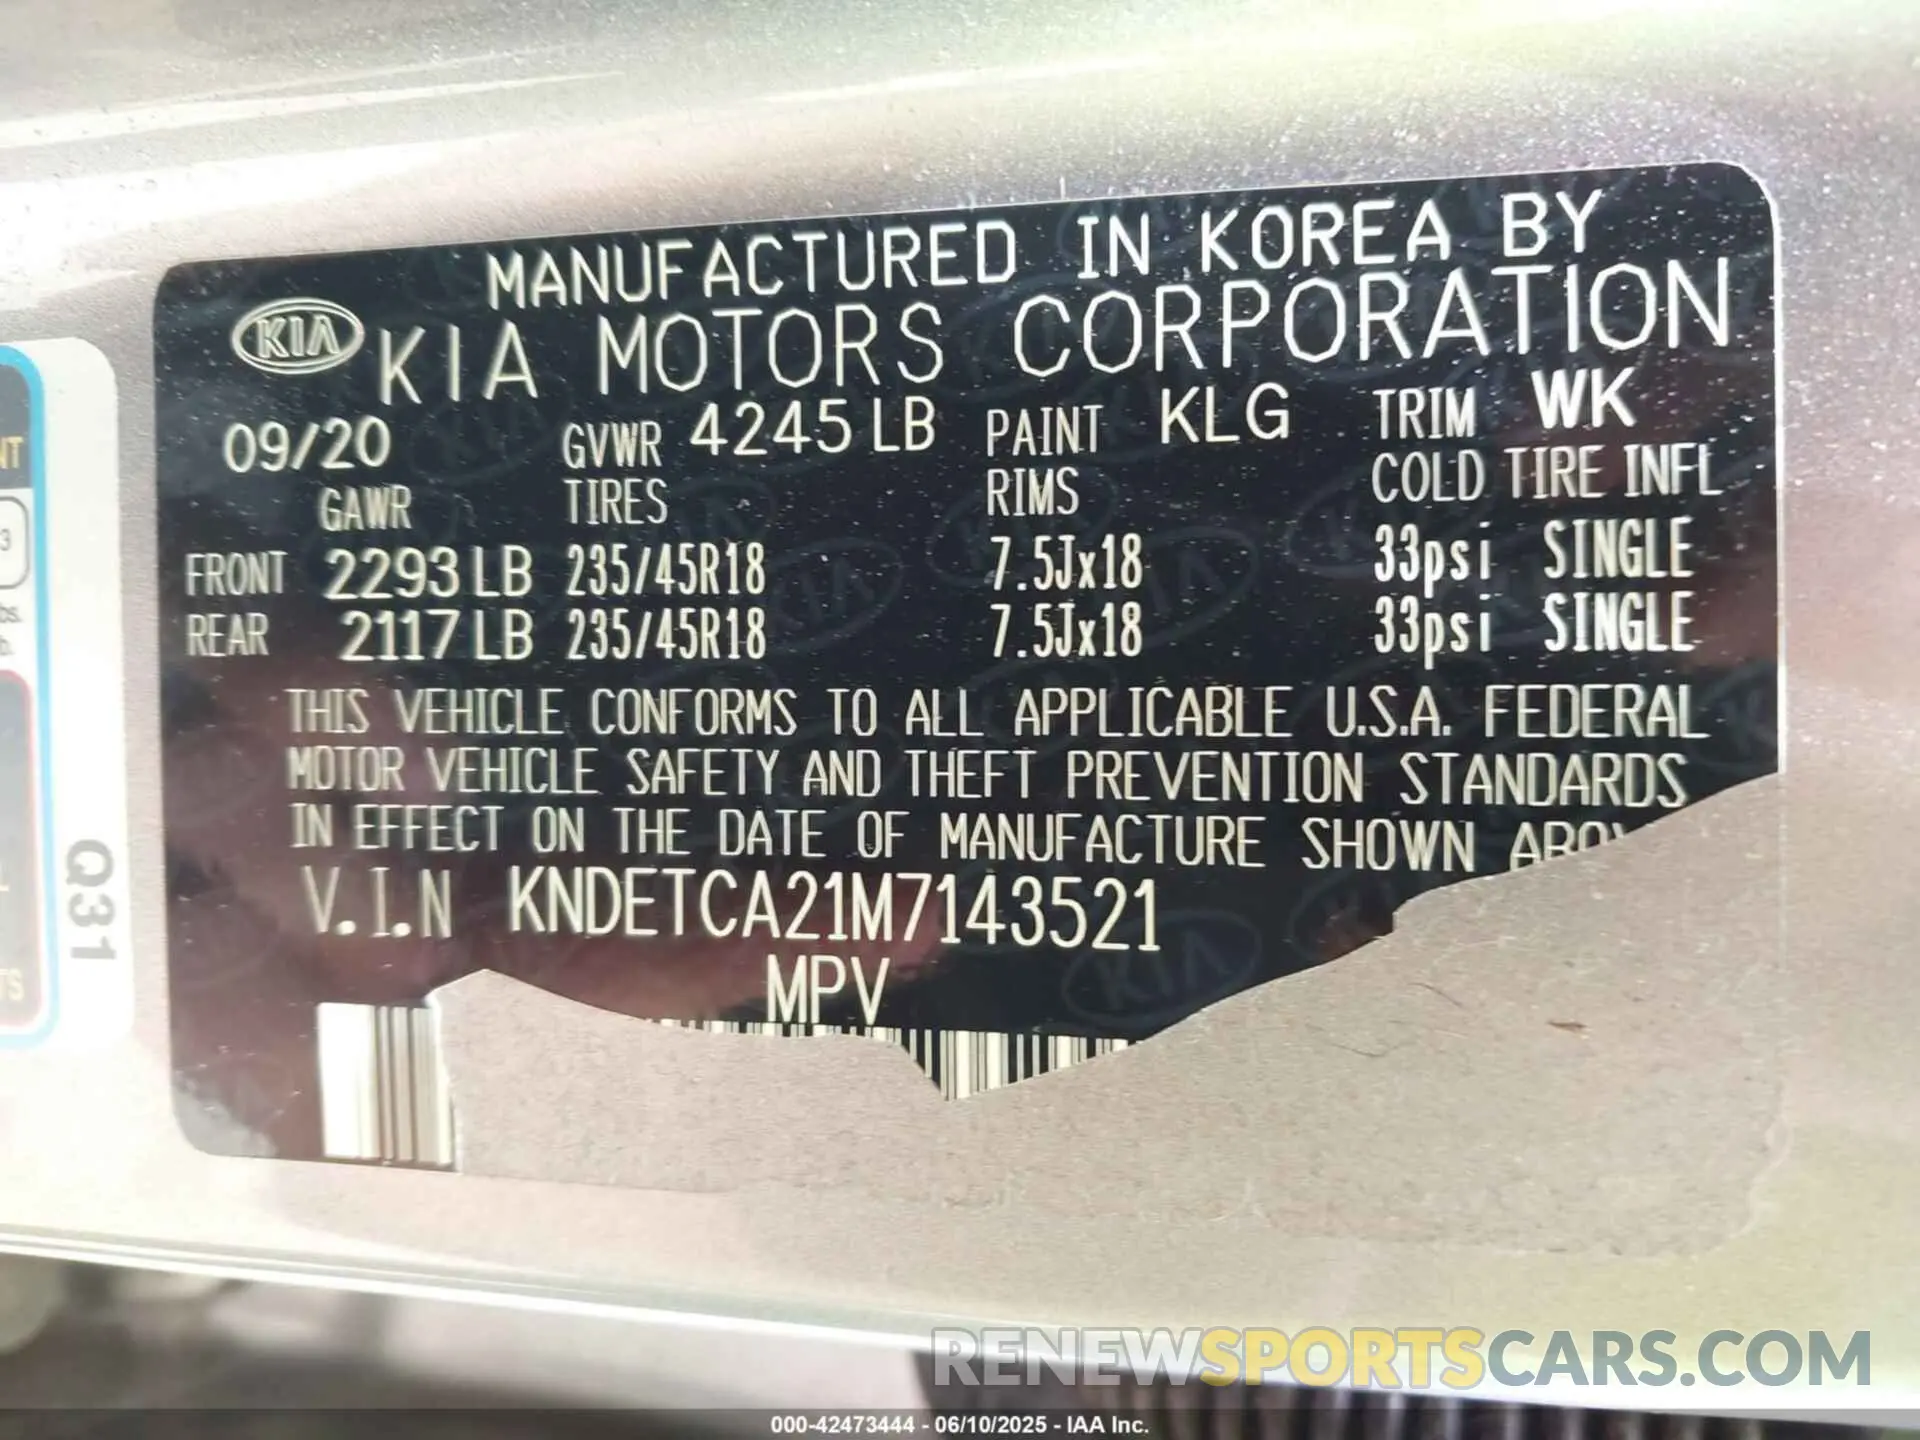 MANUFACTURED IN KOREA BY
KIA KIA MOTORS CORPORATION
09/20 GVWR 4245 LB PAINT KLG TRIM WK
GAWR TIRES RIMS COLD TIRE INFL
FRONT 2293 LB 235/45R18 7.5Jx18 33psi SINGLE
REAR 2117 LB 235/45R18 7.5Jx18 33psi SINGLE
THIS VEHICLE CONFORMS TO ALL APPLICABLE U.S.A. FEDERAL
MOTOR VEHICLE SAFETY AND THEFT PREVENTION STANDARDS
IN EFFECT ON THE DATE OF MANUFACTURE SHOWN
V.I.N KNDETCA21M7143521
MPV
Q31
RENEWSPORTSCARS.COM
000-42473444 - 06/10/2025 - IAA Inc.